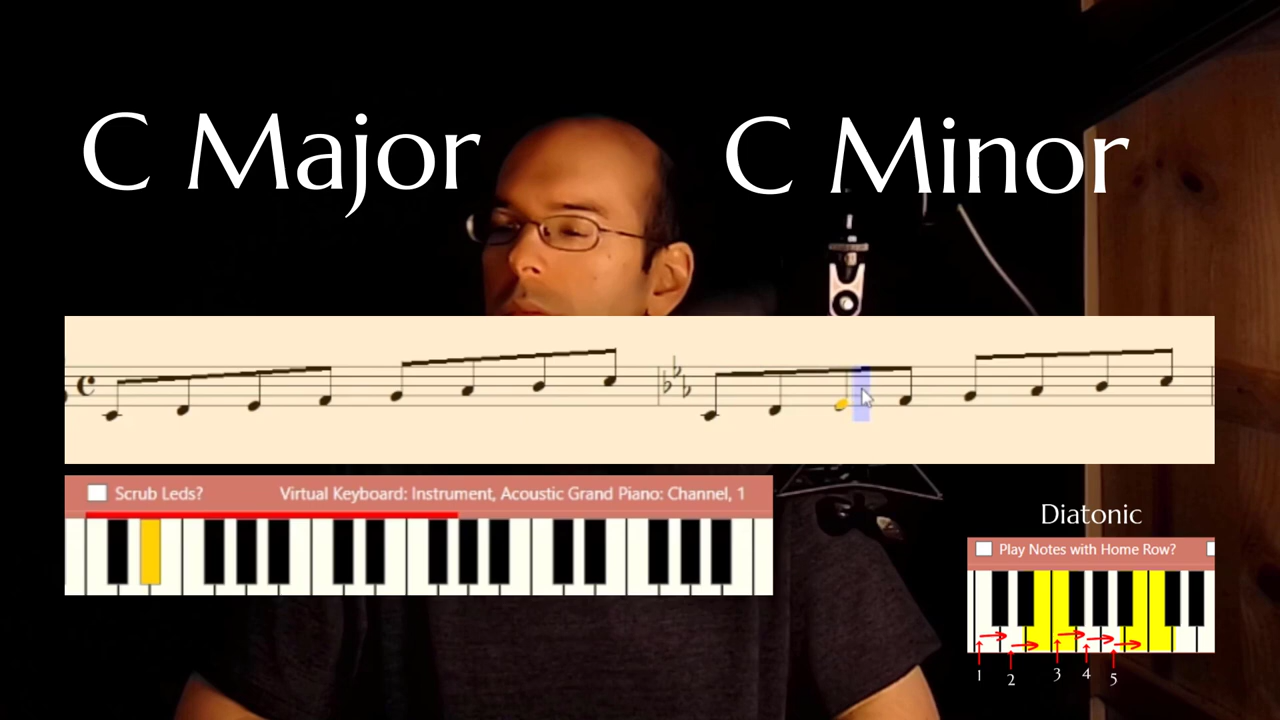 C Major
C Minor
Scrub Leds?
Virtual Keyboard: Instrument, Acoustic Grand Piano: Channel, 1
Diatonic
Play Notes with Home Row?
1 2 3 4 5